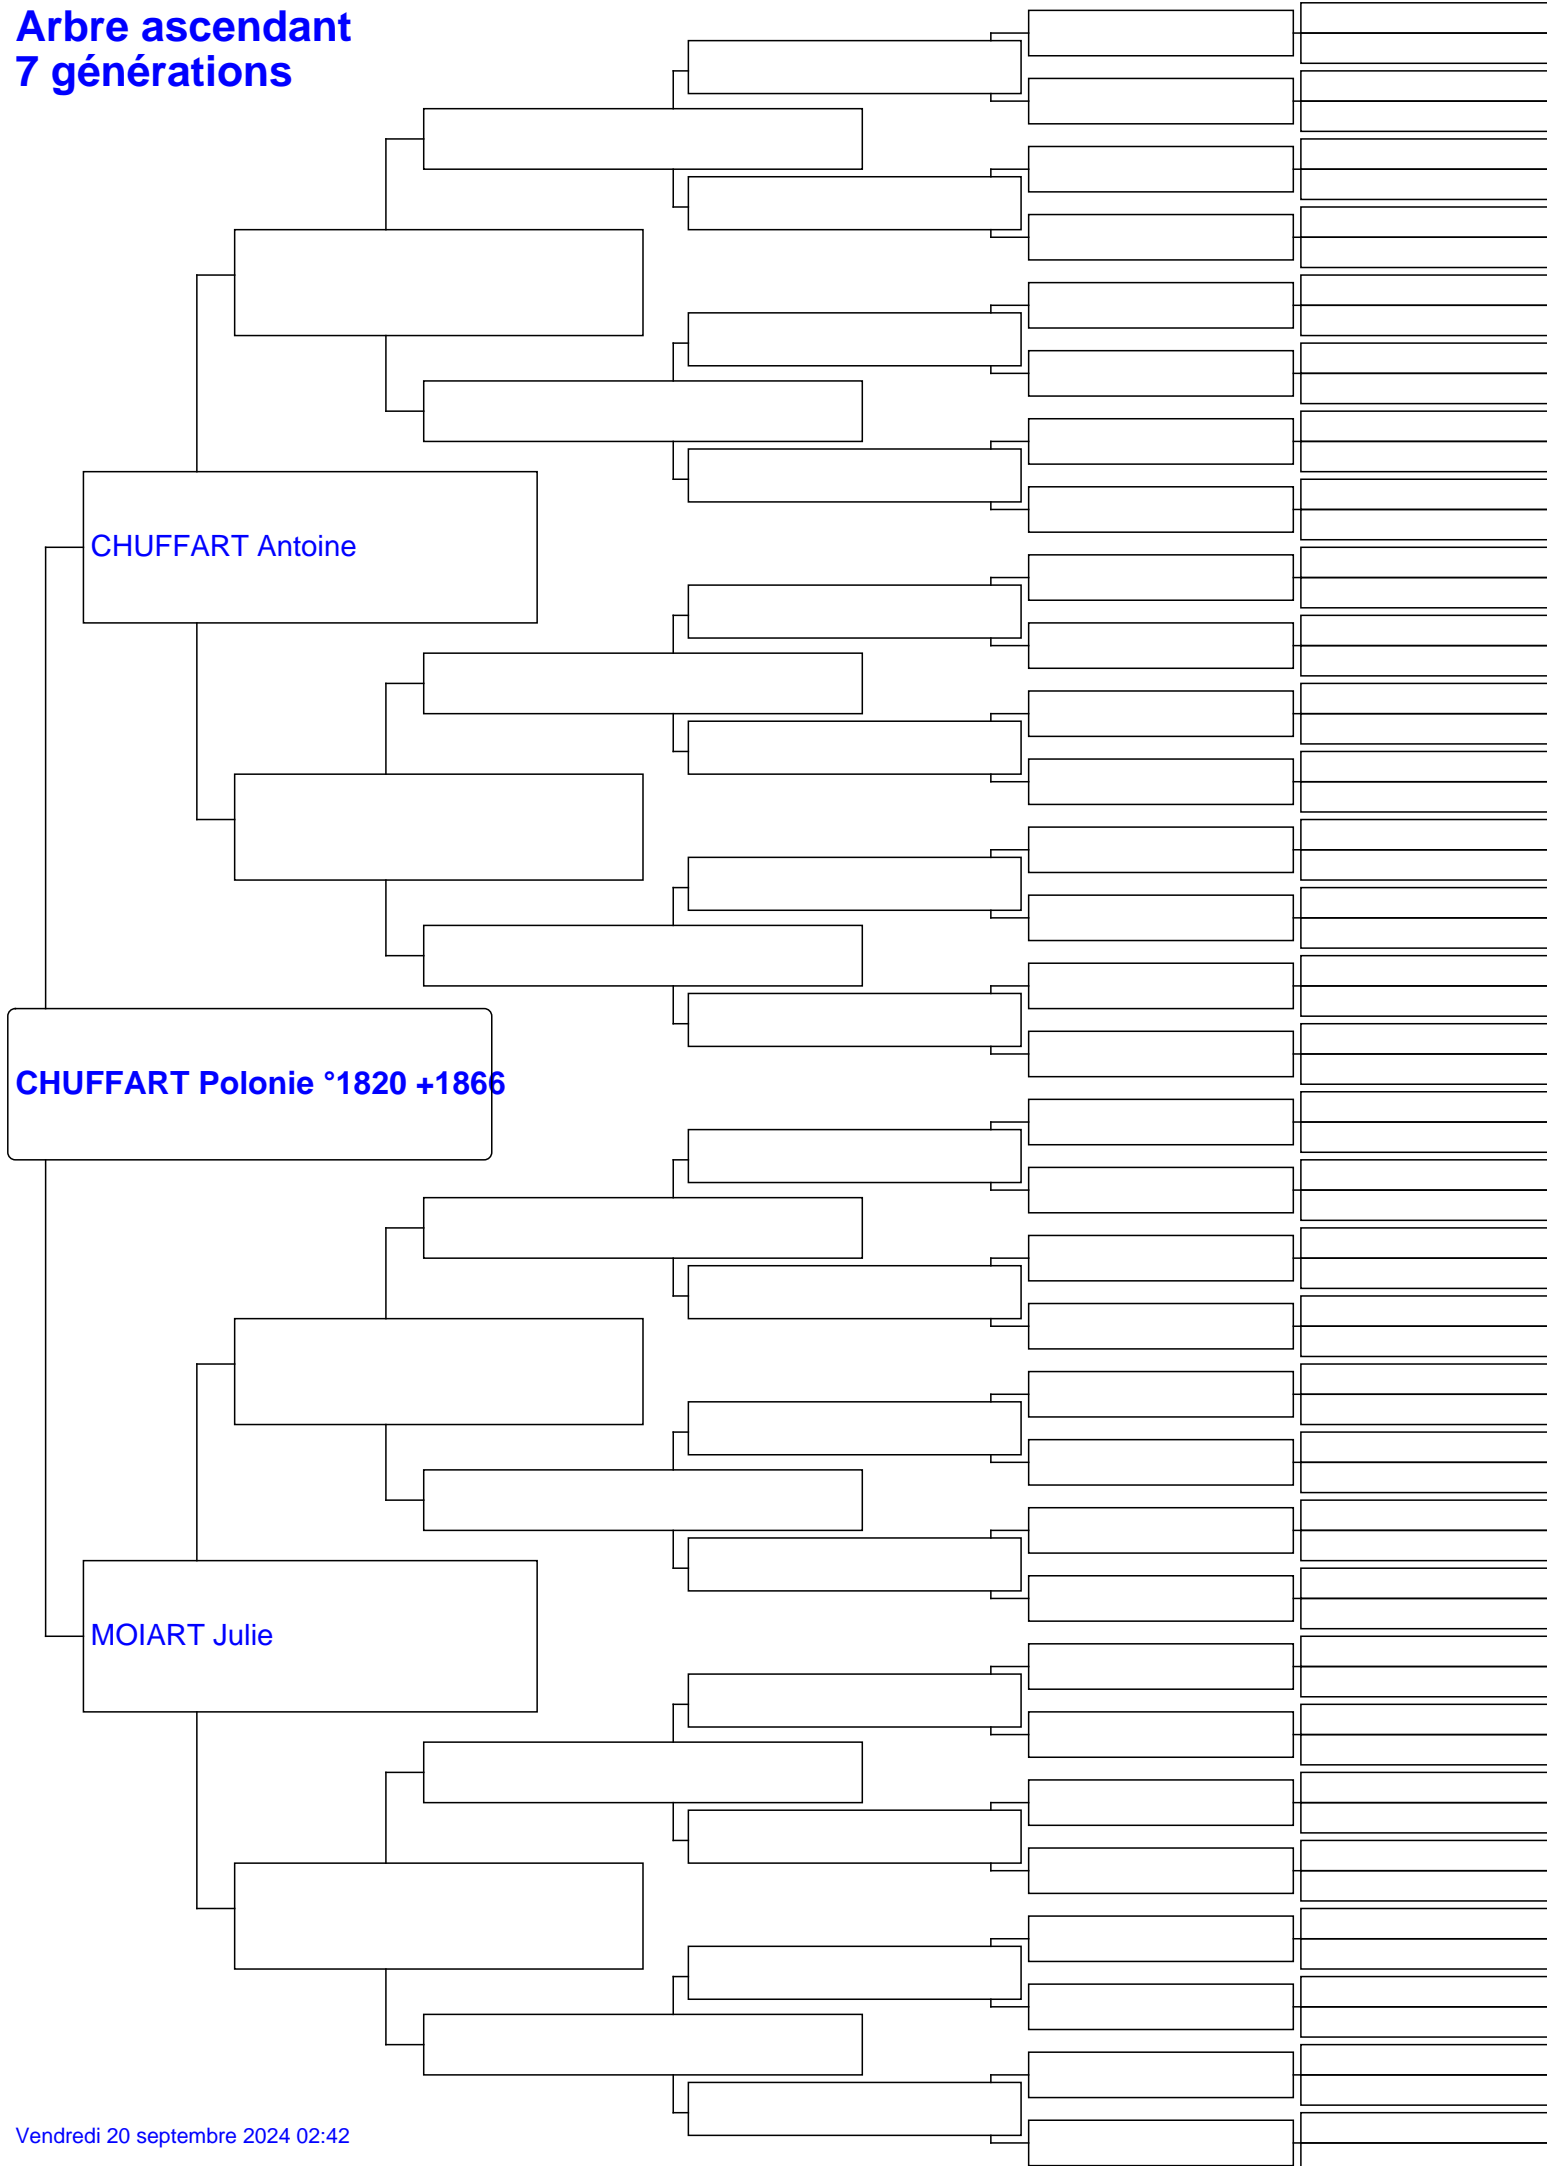 Arbre ascendant
7 générations
CHUFFART Antoine
CHUFFART Polonie °1820 +1866
MOIART Julie
Vendredi 20 septembre 2024 02:42